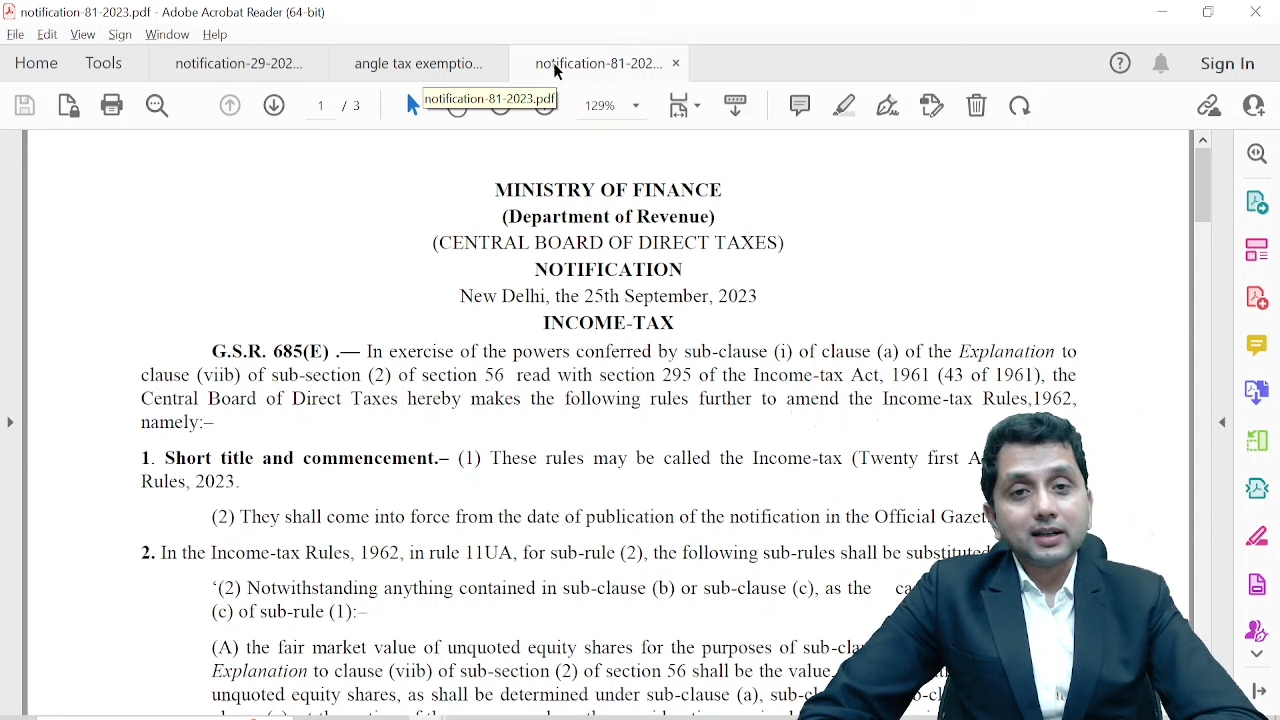 notification-81-2023.pdf - Adobe Acrobat Reader (64-bit)
File Edit View Sign Window Help
Home Tools notification-29-202... angle tax exemptio... notification-81-202... × Sign In
1 / 3 129%
notification-81-2023.pdf
MINISTRY OF FINANCE
(Department of Revenue)
(CENTRAL BOARD OF DIRECT TAXES)
NOTIFICATION
New Delhi, the 25th September, 2023
INCOME-TAX
G.S.R. 685(E) .— In exercise of the powers conferred by sub-clause (i) of clause (a) of the Explanation to
clause (viib) of sub-section (2) of section 56 read with section 295 of the Income-tax Act, 1961 (43 of 1961), the
Central Board of Direct Taxes hereby makes the following rules further to amend the Income-tax Rules,1962,
namely:–
1. Short title and commencement.– (1) These rules may be called the Income-tax (Twenty first
Rules, 2023.
(2) They shall come into force from the date of publication of the notification in the Official
2. In the Income-tax Rules, 1962, in rule 11UA, for sub-rule (2), the following sub-rules shall be substituted
‘(2) Notwithstanding anything contained in sub-clause (b) or sub-clause (c), as the
(c) of sub-rule (1):–
(A) the fair market value of unquoted equity shares for the purposes of
Explanation to clause (viib) of sub-section (2) of section 56 shall be the value
unquoted equity shares, as shall be determined under sub-clause (a),